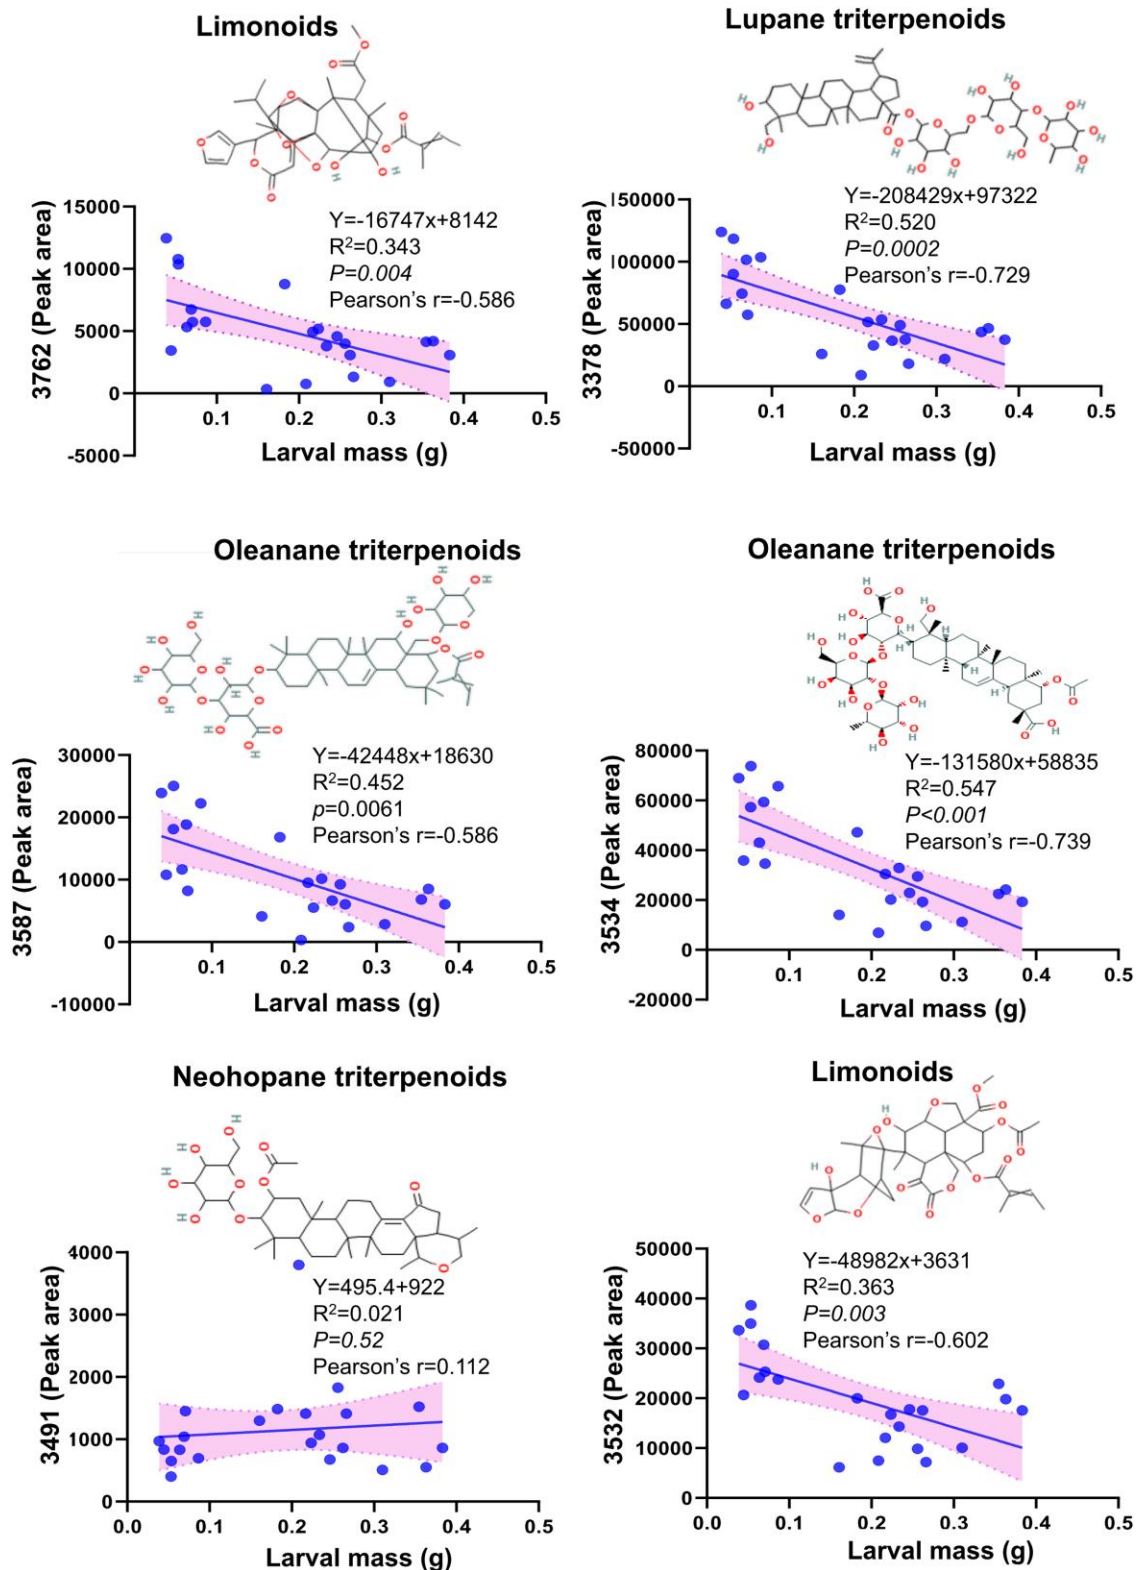 Limonoids
3762 (Peak area)
15000
10000
5000
0
-5000
Y=-16747x+8142
R²=0.343
P=0.004
Pearson's r=-0.586
0.1 0.2 0.3 0.4 0.5
Larval mass (g)
Lupane triterpenoids
3378 (Peak area)
150000
100000
50000
0
-50000
Y=-208429x+97322
R²=0.520
P=0.0002
Pearson's r=-0.729
0.1 0.2 0.3 0.4 0.5
Larval mass (g)
Oleanane triterpenoids
3587 (Peak area)
30000
20000
10000
0
-10000
Y=-42448x+18630
R²=0.452
p=0.0061
Pearson's r=-0.586
0.1 0.2 0.3 0.4 0.5
Larval mass (g)
Oleanane triterpenoids
3534 (Peak area)
80000
60000
40000
20000
0
-20000
Y=-131580x+58835
R²=0.547
P<0.001
Pearson's r=-0.739
0.1 0.2 0.3 0.4 0.5
Larval mass (g)
Neohopane triterpenoids
3491 (Peak area)
4000
3000
2000
1000
0
Y=495.4+922
R²=0.021
P=0.52
Pearson's r=0.112
0.0 0.1 0.2 0.3 0.4 0.5
Larval mass (g)
Limonoids
3532 (Peak area)
50000
40000
30000
20000
10000
0
Y=-48982x+3631
R²=0.363
P=0.003
Pearson's r=-0.602
0.0 0.1 0.2 0.3 0.4 0.5
Larval mass (g)